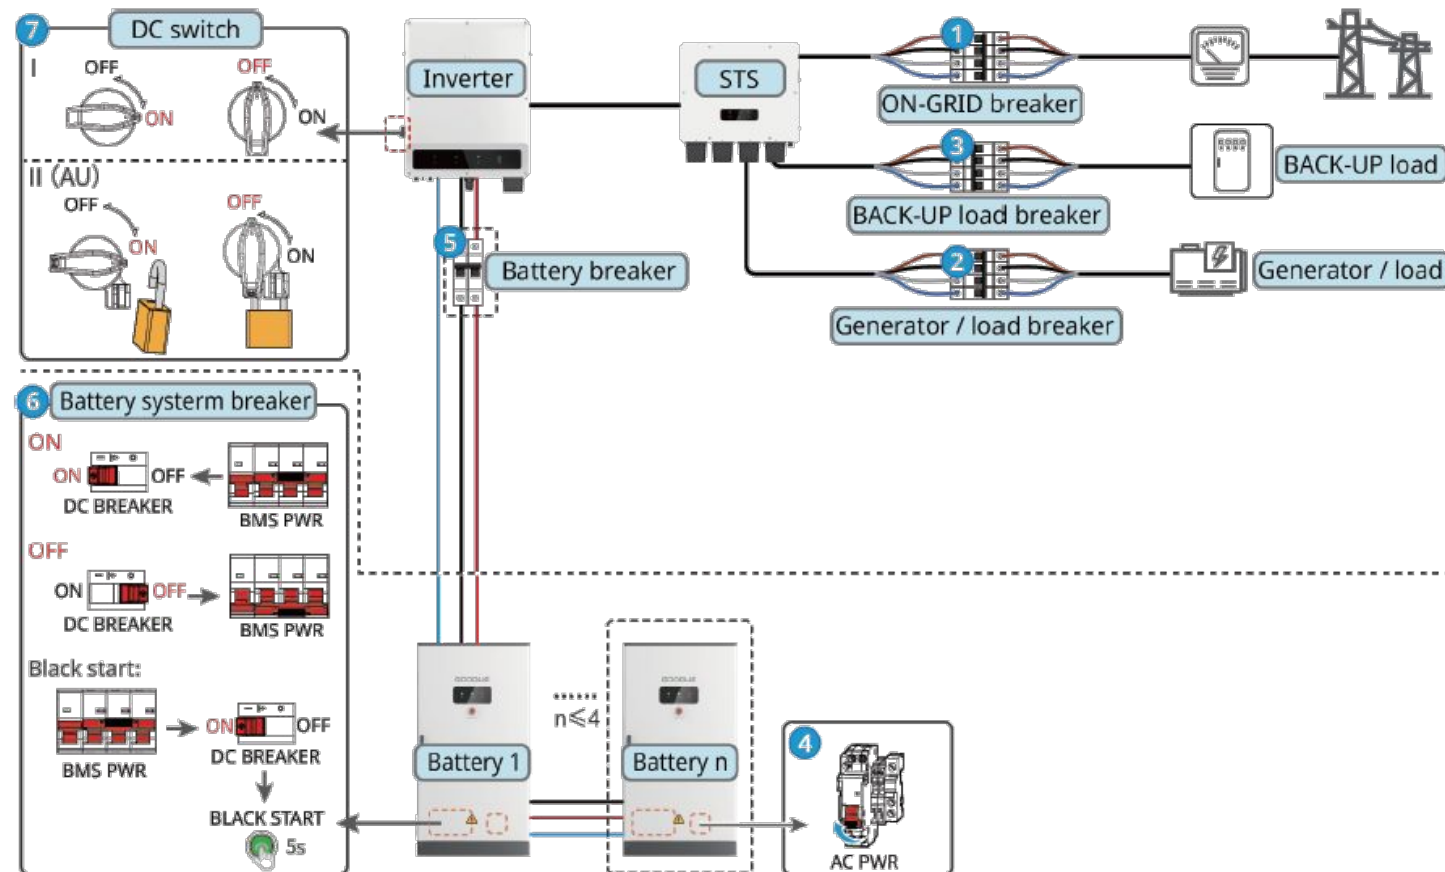 7
DC switch
I
OFF
ON
OFF
ON
II (AU)
OFF
ON
OFF
ON
Inverter
STS
1
ON-GRID breaker
3
BACK-UP load breaker
BACK-UP load
2
Generator / load breaker
Generator / load
5
Battery breaker
6
Battery systerm breaker
ON
ON
OFF
DC BREAKER
BMS PWR
OFF
ON
OFF
DC BREAKER
BMS PWR
Black start:
BMS PWR
ON
OFF
DC BREAKER
BLACK START
5s
Battery 1
n≤4
Battery n
4
AC PWR